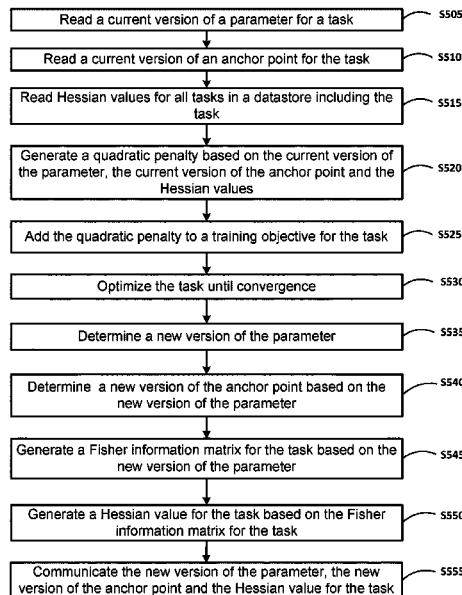 Read a current version of a parameter for a task
S505
Read a current version of an anchor point for the task
S510
Read Hessian values for all tasks in a datastore including the
task
S515
Generate a quadratic penalty based on the current version of
the parameter, the current version of the anchor point and the
Hessian values
S520
Add the quadratic penalty to a training objective for the task
S525
Optimize the task until convergence
S530
Determine a new version of the parameter
S535
Determine a new version of the anchor point based on the
new version of the parameter
S540
Generate a Fisher information matrix for the task based on the
new version of the parameter
S545
Generate a Hessian value for the task based on the Fisher
information matrix for the task
S550
Communicate the new version of the parameter, the new
version of the anchor point and the Hessian value for the task
S555